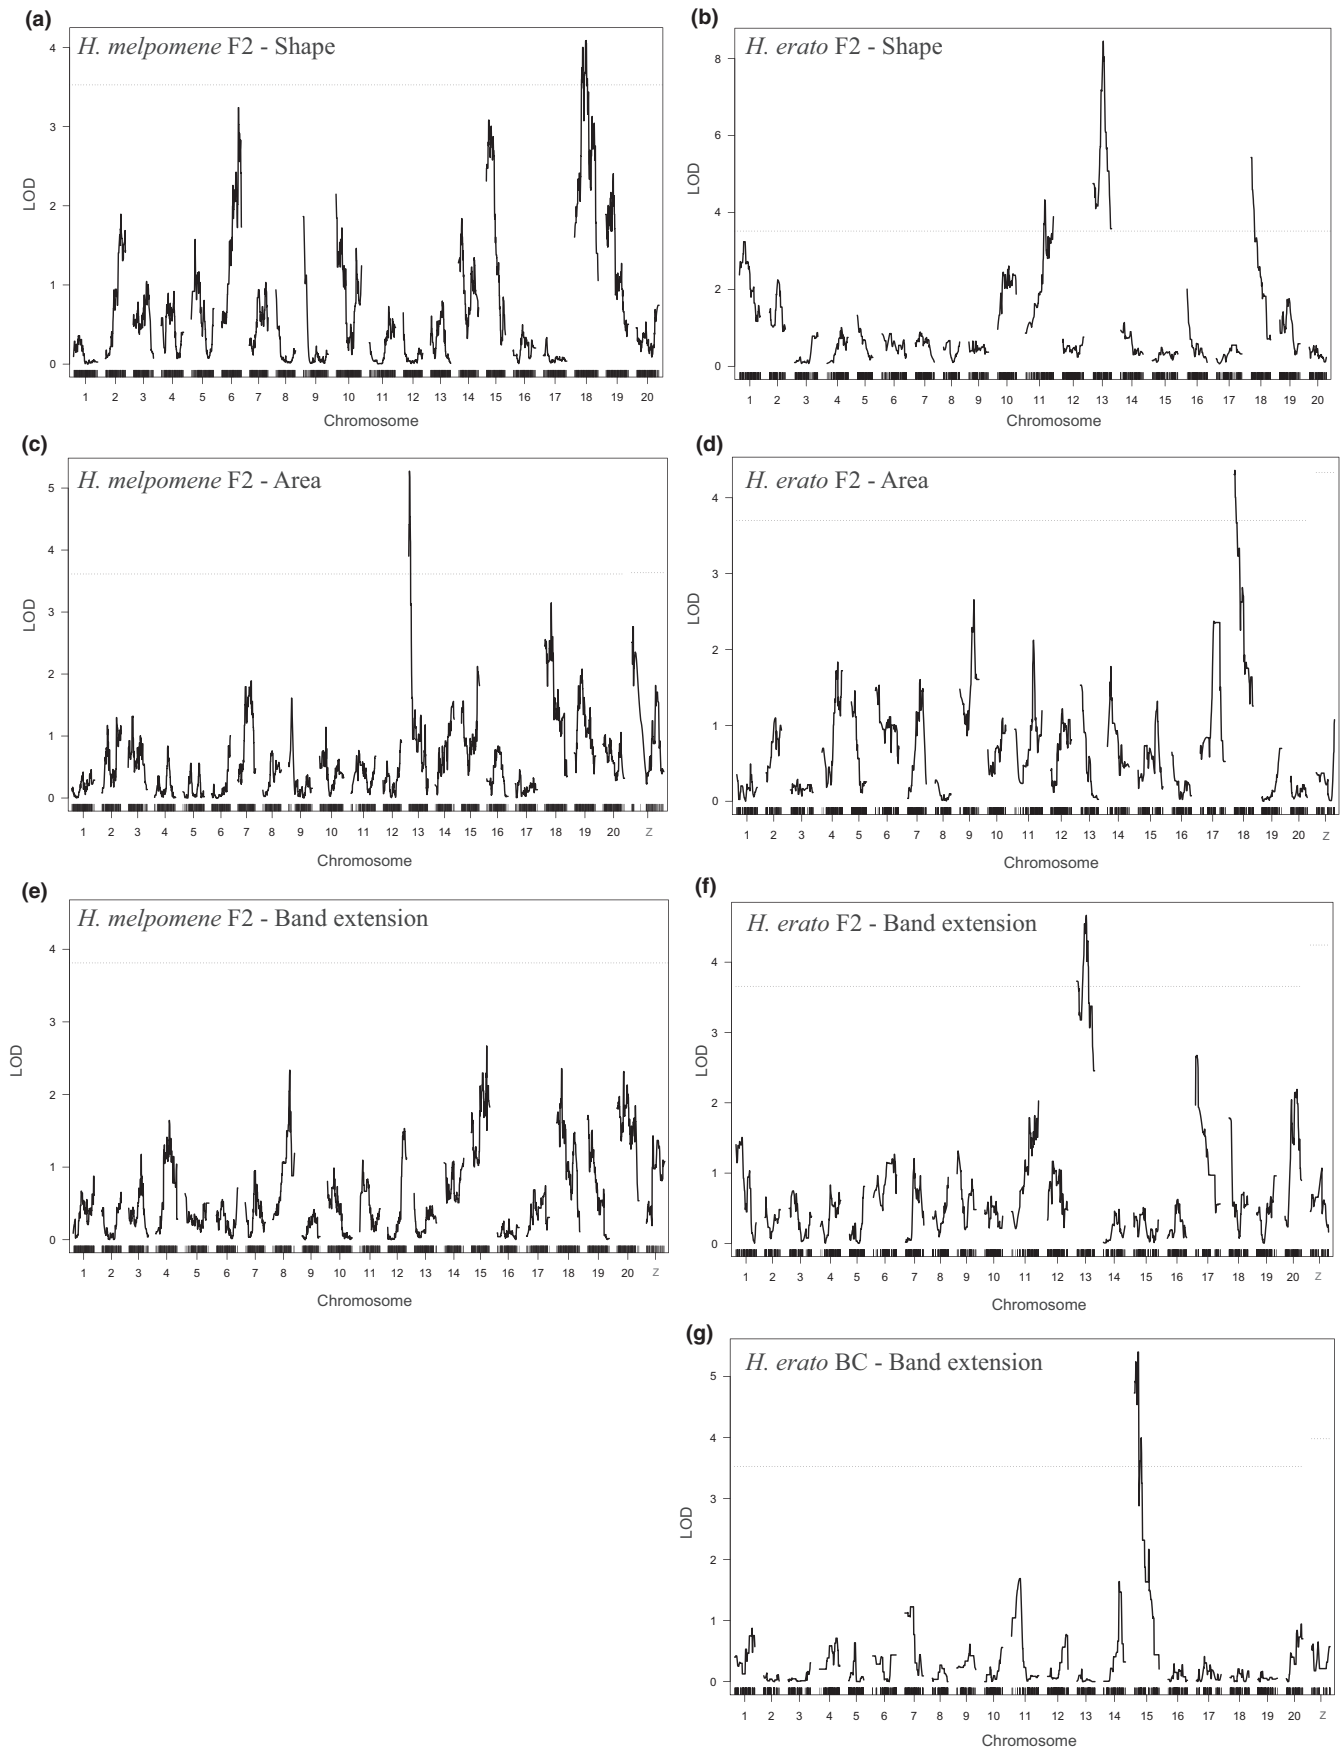 (a)
H. melpomene F2 - Shape
4
3
2
1
0
LOD
1 2 3 4 5 6 7 8 9 10 11 12 13 14 15 16 17 18 19 20
Chromosome
(b)
H. erato F2 - Shape
8
6
4
2
0
LOD
1 2 3 4 5 6 7 8 9 10 11 12 13 14 15 16 17 18 19 20
Chromosome
(c)
H. melpomene F2 - Area
5
4
3
2
1
0
LOD
1 2 3 4 5 6 7 8 9 10 11 12 13 14 15 16 17 18 19 20 Z
Chromosome
(d)
H. erato F2 - Area
4
3
2
1
0
LOD
1 2 3 4 5 6 7 8 9 10 11 12 13 14 15 16 17 18 19 20 Z
Chromosome
(e)
H. melpomene F2 - Band extension
4
3
2
1
0
LOD
1 2 3 4 5 6 7 8 9 10 11 12 13 14 15 16 17 18 19 20 Z
Chromosome
(f)
H. erato F2 - Band extension
4
3
2
1
0
LOD
1 2 3 4 5 6 7 8 9 10 11 12 13 14 15 16 17 18 19 20 Z
Chromosome
(g)
H. erato BC - Band extension
5
4
3
2
1
0
LOD
1 2 3 4 5 6 7 8 9 10 11 12 13 14 15 16 17 18 19 20 Z
Chromosome